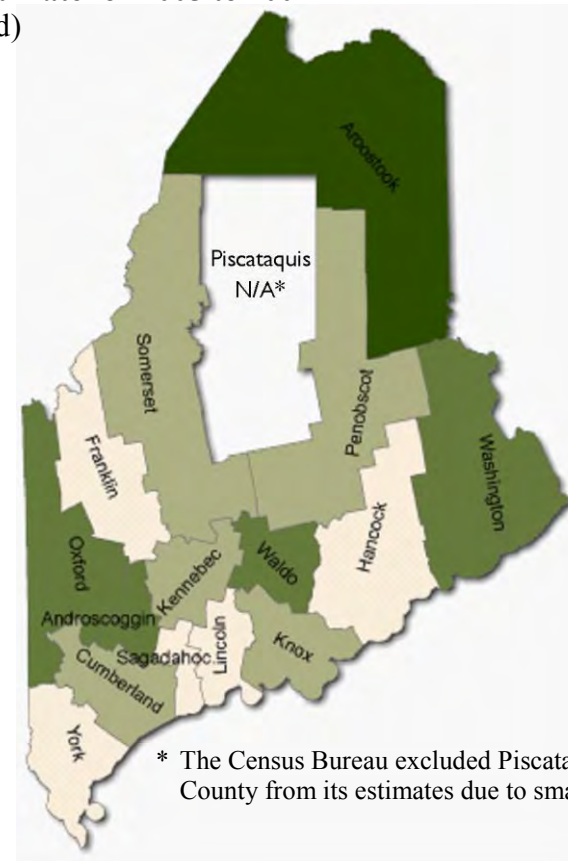 d)
Aroostook
Piscataquis
N/A*
Somerset
Penobscot
Franklin
Washington
Hancock
Oxford
Waldo
Kennebec
Androscoggin
Sagadahoc
Lincoln
Knox
Cumberland
York
* The Census Bureau excluded Piscata
County from its estimates due to sma